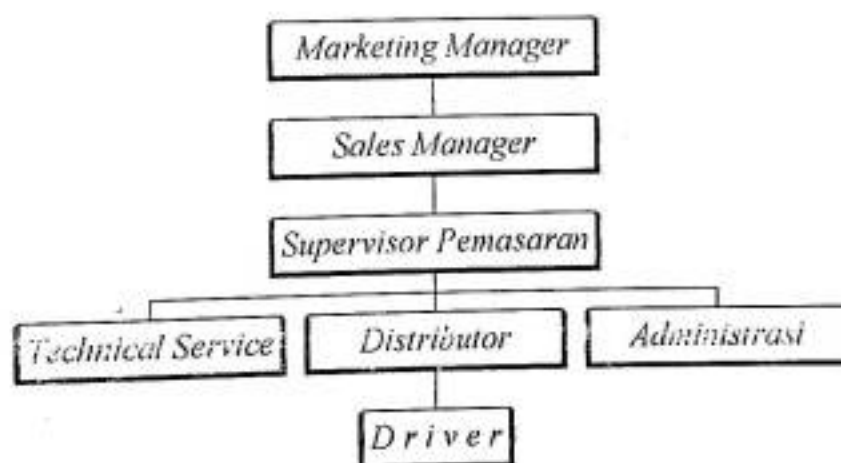 Marketing Manager
Sales Manager
Supervisor Pemasaran
Technical Service
Distributor
Administrasi
D r i v e r